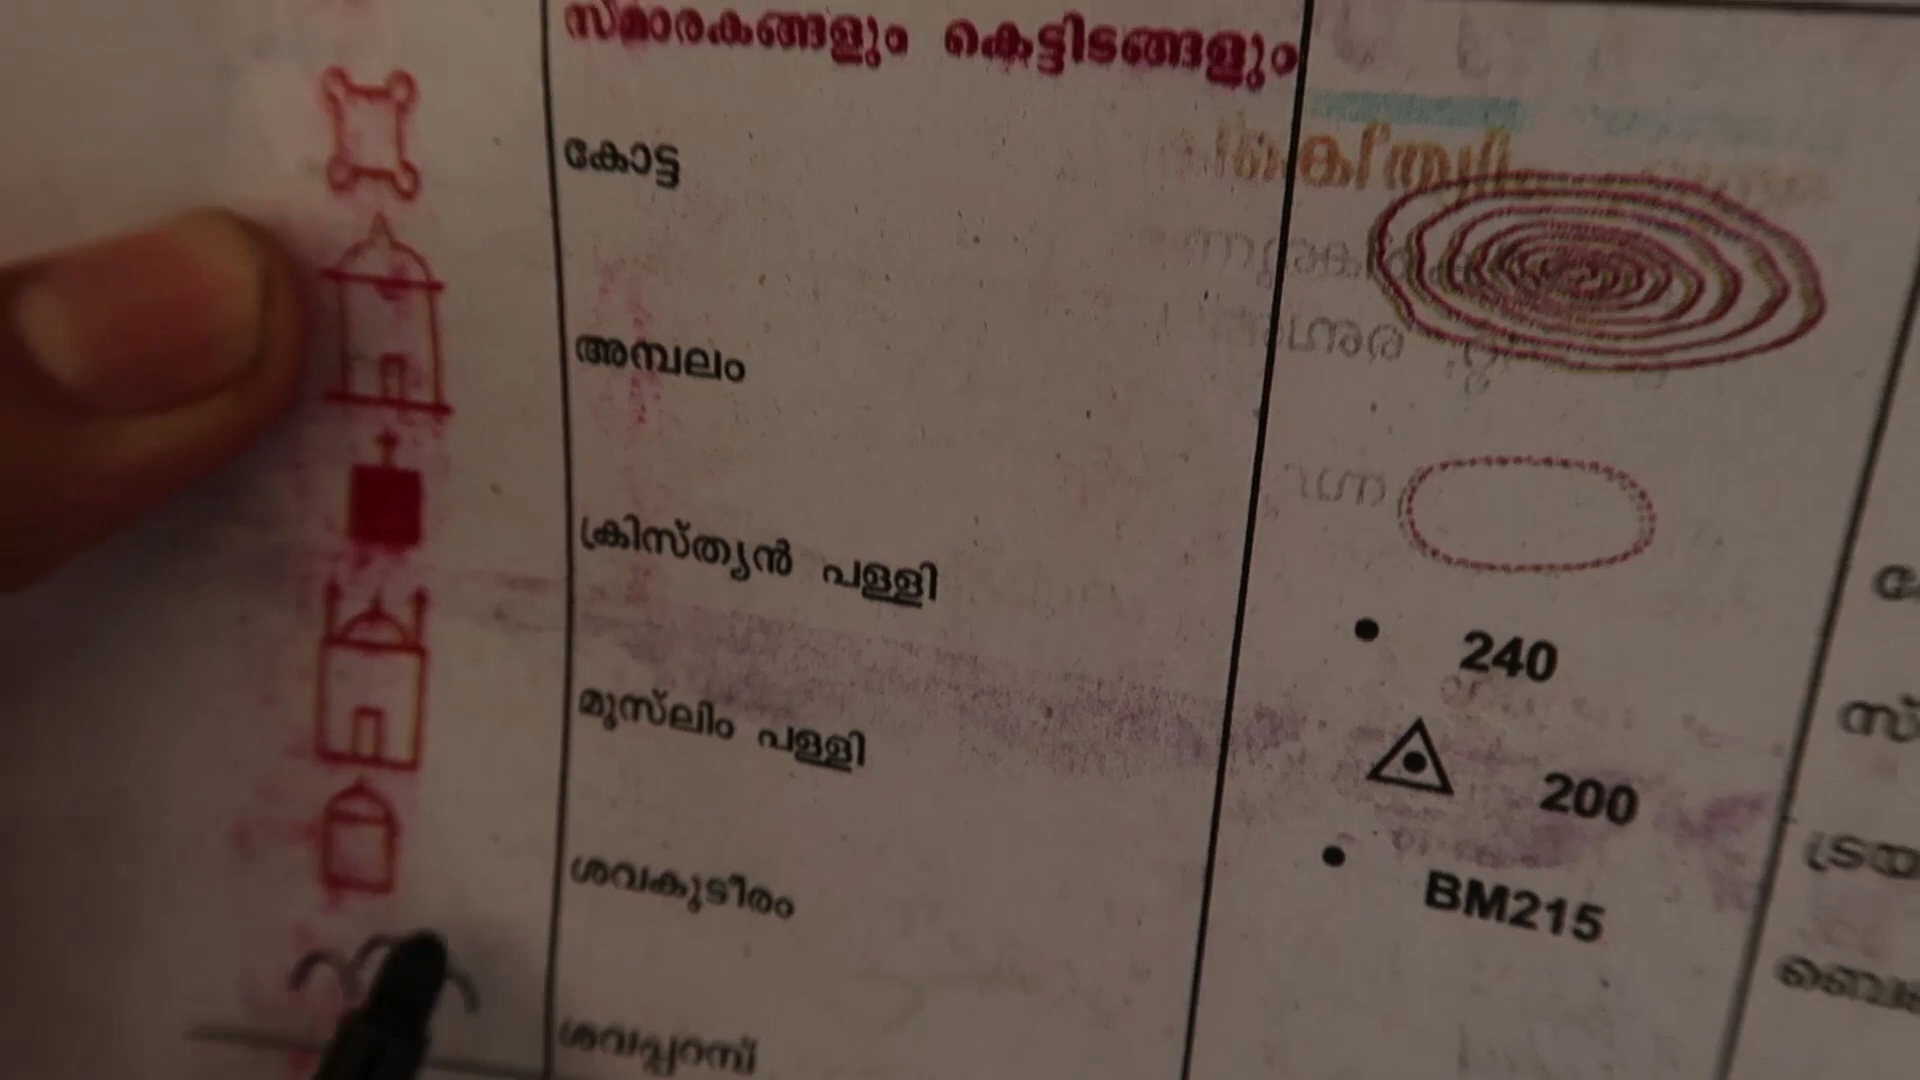 സ്മാരകങ്ങളും കെട്ടിടങ്ങളും
കോട്ട
അമ്പലം
ക്രിസ്ത്യൻ പള്ളി
മുസ്‌ലിം പള്ളി
ശവകുടീരം
ശവപ്പറമ്പ്
240
200
BM215